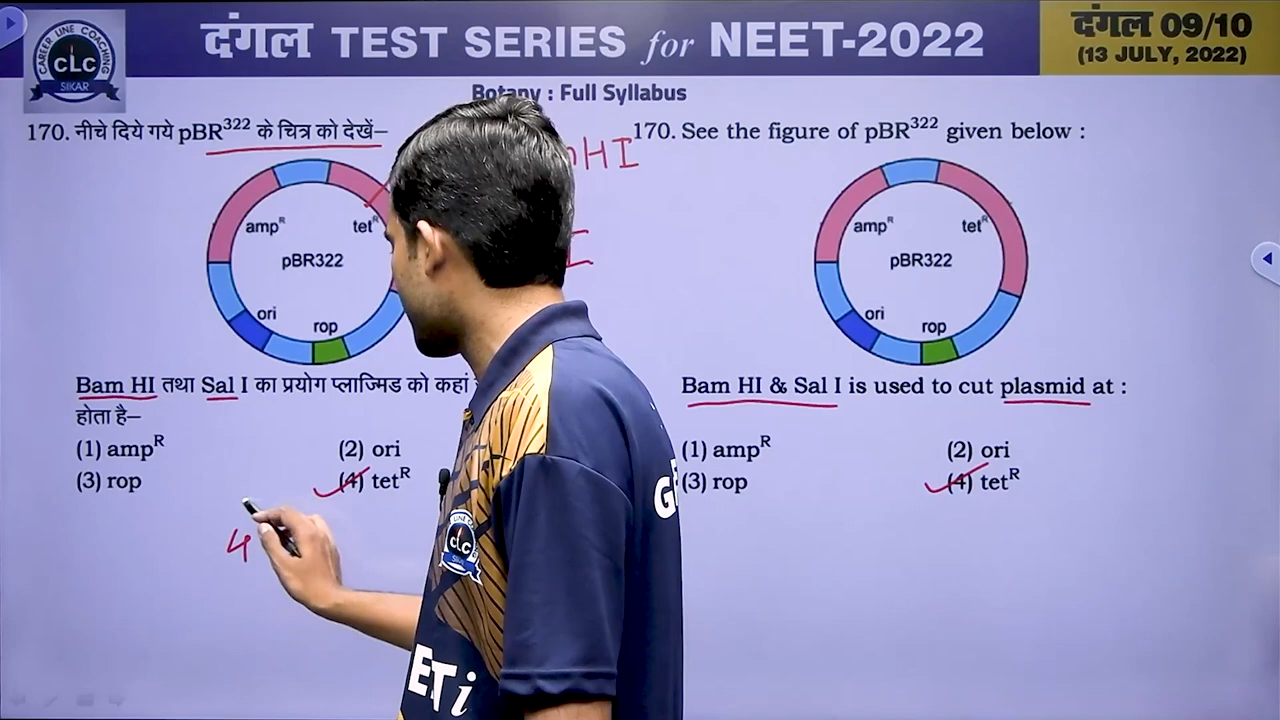 CAREER LINE COACHING
CLC
SIKAR
दंगल TEST SERIES for NEET-2022
दंगल 09/10
(13 JULY, 2022)
Botany : Full Syllabus
170. नीचे दिये गये pBR322 के चित्र को देखें–
HI
I
ampR
tetR
pBR322
ori
rop
Bam HI तथा Sal I का प्रयोग प्लाज्मिड को कहां
होता है–
(1) ampR
(2) ori
(3) rop
(4) tetR
4
170. See the figure of pBR322 given below :
ampR
tetR
pBR322
ori
rop
Bam HI & Sal I is used to cut plasmid at :
(1) ampR
(2) ori
(3) rop
(4) tetR
CLC
SIKAR
ETi